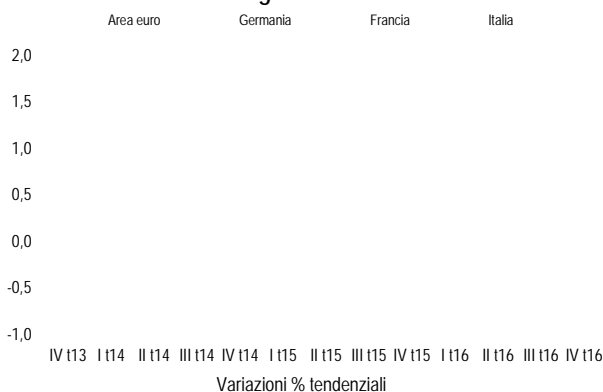 Area euro Germania Francia Italia
2,0
1,5
1,0
0,5
0,0
-0,5
-1,0
IV t13 I t14 II t14 III t14 IV t14 I t15 II t15 III t15 IV t15 I t16 II t16 III t16 IV t16
Variazioni % tendenziali